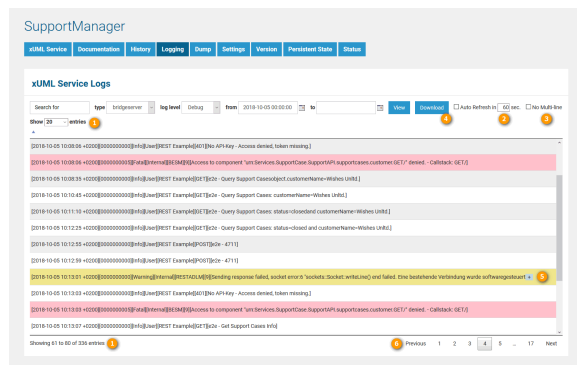 SupportManager
xUML Service Documentation History Logging Dump Settings Version Persistent State Status
xUML Service Logs
Search for type bridgeserver log level Debug from 2018-10-05 00:00:00 to View Download Auto Refresh in 60 sec. No Multi-line
Show 20 entries 1 4 2 3
+
[2018-10-05 10:08:06 +0200][0000000000][Info][User][REST Example][401][No API-Key - Access denied, token missing.]
[2018-10-05 10:08:06 +0200][0000000005][Fatal][Internal][BESM][9][Access to component "urn:Services.SupportCase.SupportAPI.supportcases.customer.GET/" denied. - Callstack: GET/]
[2018-10-05 10:08:35 +0200][0000000000][Info][User][REST Example][GET][e2e - Query Support Casesobject.customerName=Wishes Unltd.]
[2018-10-05 10:10:45 +0200][0000000000][Info][User][REST Example][GET][e2e - Query Support Cases: customerName=Wishes Unltd.]
[2018-10-05 10:11:10 +0200][0000000000][Info][User][REST Example][GET][e2e - Query Support Cases: status=closedand customerName=Wishes Unltd.]
[2018-10-05 10:12:25 +0200][0000000000][Info][User][REST Example][GET][e2e - Query Support Cases: status=closed and customerName=Wishes Unltd.]
[2018-10-05 10:12:55 +0200][0000000000][Info][User][REST Example][POST][e2e - 4711]
[2018-10-05 10:12:59 +0200][0000000000][Info][User][REST Example][POST][e2e - 4711]
[2018-10-05 10:13:01 +0200][0000000000][Warning][Internal][RESTADLM][9][Sending response failed, socket error:6 "sockets::Socket::writeLine() end failed. Eine bestehende Verbindung wurde softwaregesteuert + 5
[2018-10-05 10:13:03 +0200][0000000000][Info][User][REST Example][401][No API-Key - Access denied, token missing.]
[2018-10-05 10:13:03 +0200][0000000005][Fatal][Internal][BESM][9][Access to component "urn:Services.SupportCase.SupportAPI.supportcases.customer.GET/" denied. - Callstack: GET/]
[2018-10-05 10:13:07 +0200][0000000000][Info][User][REST Example][GET][e2e - Get Support Cases Info]
Showing 61 to 80 of 336 entries 1 6 Previous 1 2 3 4 5 ... 17 Next